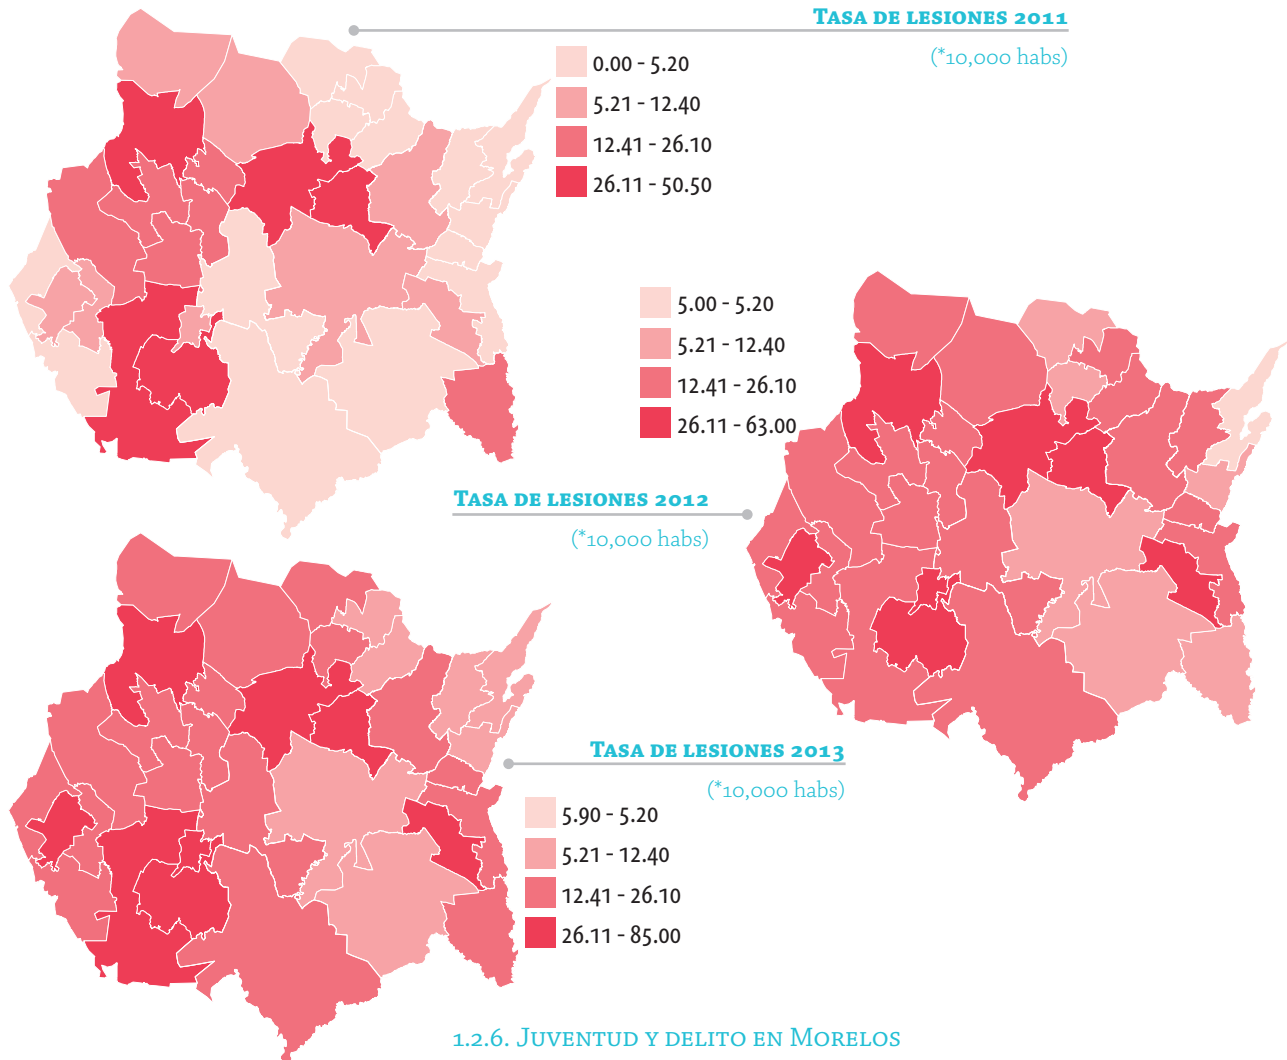 Tasa de lesiones 2011
(*10,000 habs)
0.00 - 5.20
5.21 - 12.40
12.41 - 26.10
26.11 - 50.50
5.00 - 5.20
5.21 - 12.40
12.41 - 26.10
26.11 - 63.00
Tasa de lesiones 2012
(*10,000 habs)
Tasa de lesiones 2013
(*10,000 habs)
5.90 - 5.20
5.21 - 12.40
12.41 - 26.10
26.11 - 85.00
1.2.6. Juventud y delito en Morelos